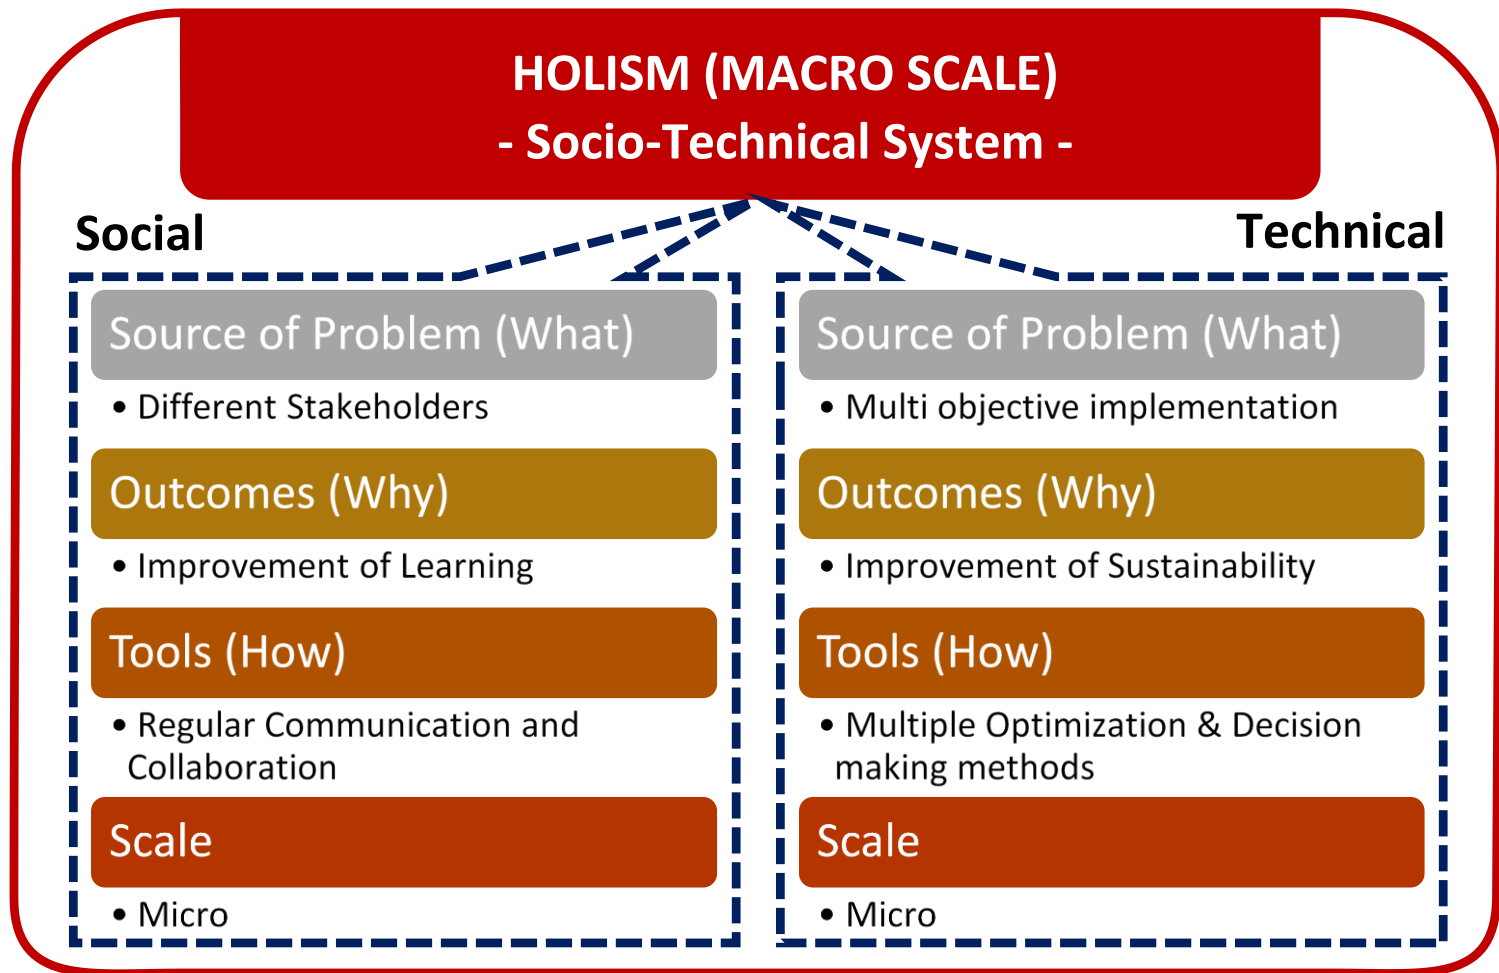 HOLISM (MACRO SCALE)
- Socio-Technical System -
Social
Source of Problem (What)
• Different Stakeholders
Outcomes (Why)
• Improvement of Learning
Tools (How)
• Regular Communication and
Collaboration
Scale
• Micro
Technical
Source of Problem (What)
• Multi objective implementation
Outcomes (Why)
• Improvement of Sustainability
Tools (How)
• Multiple Optimization & Decision
making methods
Scale
• Micro